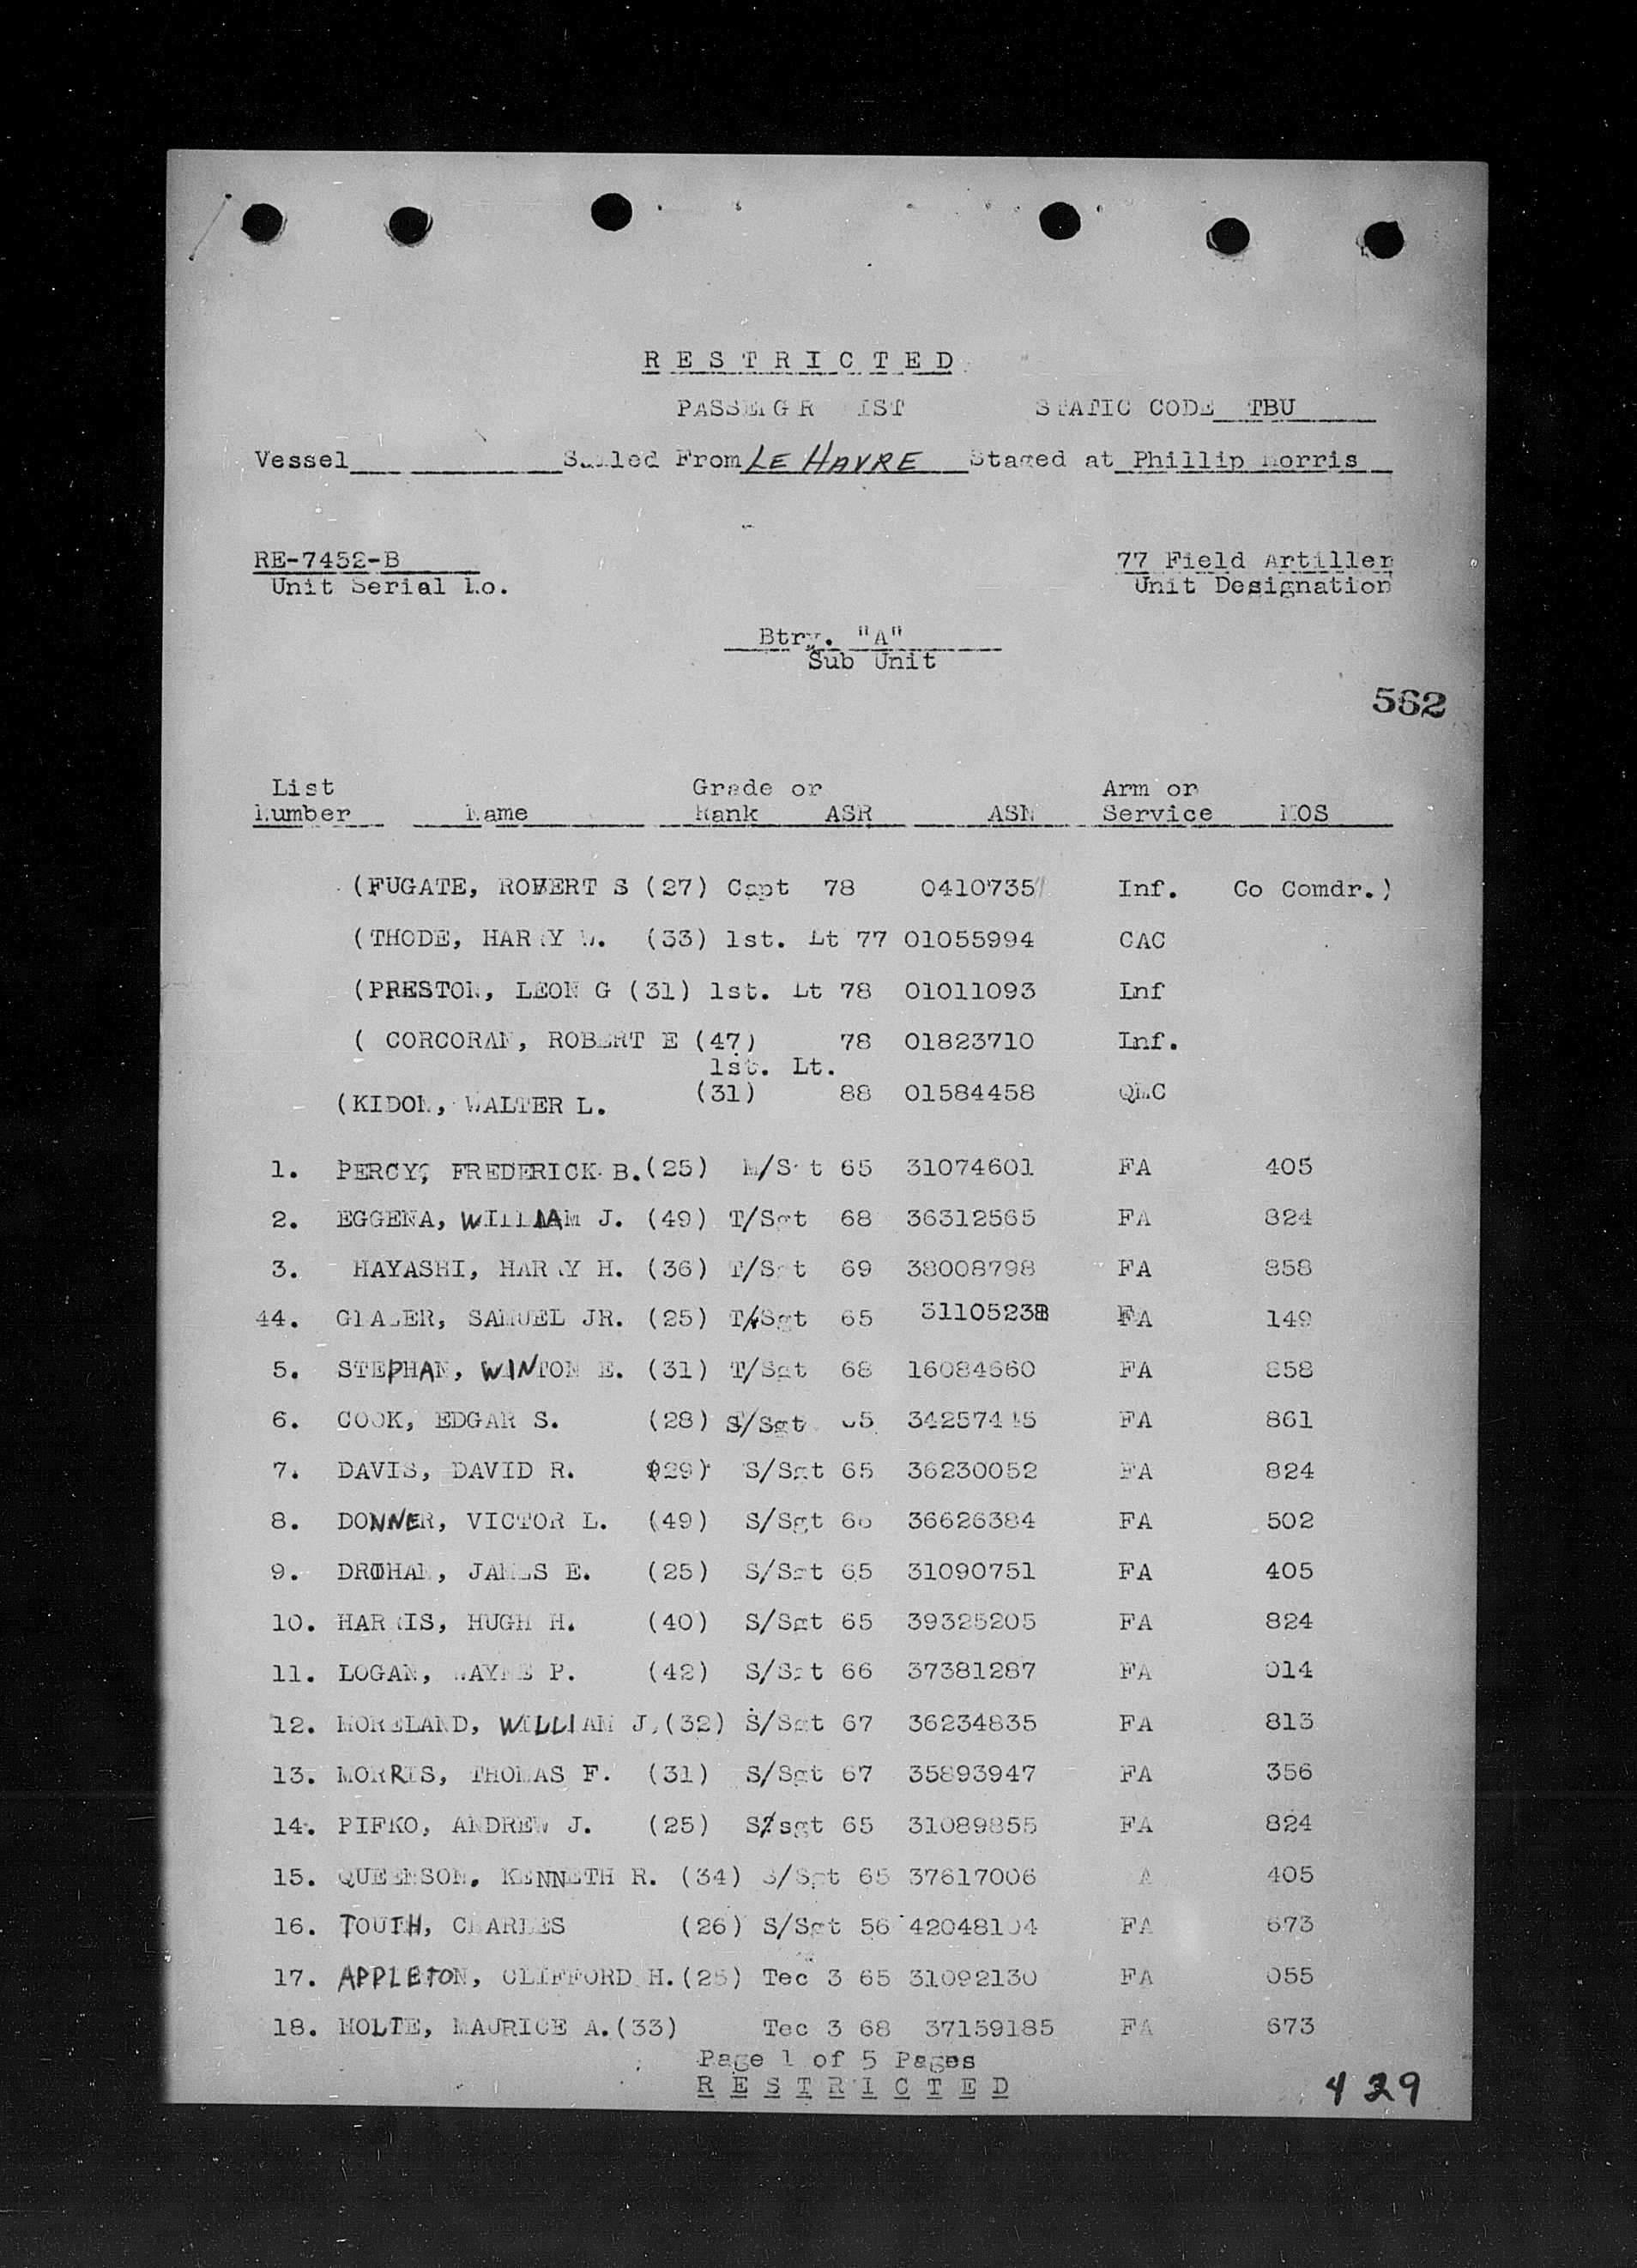 R E S T R I C T E D
PASSENGER LIST STATIC CODE TBU
Vessel Sailed From LE HAVRE Staged at Phillip Morris
RE-7452-B 77 Field Artiller
Unit Serial No. Unit Designation
Btry. "A"
Sub Unit
562
List Grade or Arm or
Number Name Rank ASR ASN Service MOS
(FUGATE, ROBERT S (27) Capt 78 0410735 Inf. Co Comdr.)
(THODE, HARRY W. (33) 1st. Lt 77 01055994 CAC
(PRESTON, LEON G (31) 1st. Lt 78 01011093 Inf
( CORCORAN, ROBERT E (47) 78 01823710 Inf.
1st. Lt.
(KIDON, WALTER L. (31) 88 01584458 QMC
1. PERCY, FREDERICK B. (25) M/Sgt 65 31074601 FA 405
2. EGGENA, WILLIAM J. (49) T/Sgt 68 36312565 FA 824
3. HAYASHI, HARRY H. (36) T/Sgt 69 38008798 FA 858
44. GLASER, SAMUEL JR. (25) T/Sgt 65 FA 149
5. STEPHAN, WINTON E. (31) T/Sgt 68 16084660 FA 858
6. COOK, EDGAR S. (28) S/Sgt 65 FA 861
7. DAVIS, DAVID R. (29) S/Sgt 65 36230052 FA 824
8. DONNER, VICTOR L. (49) S/Sgt 66 36626384 FA 502
9. DROHAN, JAMES E. (25) S/Sgt 65 31090751 FA 405
10. HARRIS, HUGH H. (40) S/Sgt 65 39325205 FA 824
11. LOGAN, WAYNE P. (42) S/Sgt 66 37381287 FA 014
12. MORELAND, WILLIAM J. (32) S/Sgt 67 36234835 FA 813
13. MORRIS, THOMAS F. (31) S/Sgt 67 35893947 FA 356
14. PIFKO, ANDREW J. (25) S/sgt 65 31089855 FA 824
15. QUEENSON, KENNETH R. (34) S/Sgt 65 37617006 FA 405
16. TOUTH, CHARLES (26) S/Sgt 56 42048104 FA 673
17. APPLETON, CLIFFORD H. (25) Tec 3 65 31092130 FA 055
18. HOLTE, MAURICE A. (33) Tec 3 68 37159185 FA 673
Page 1 of 5 Pages
R E S T R I C T E D
429